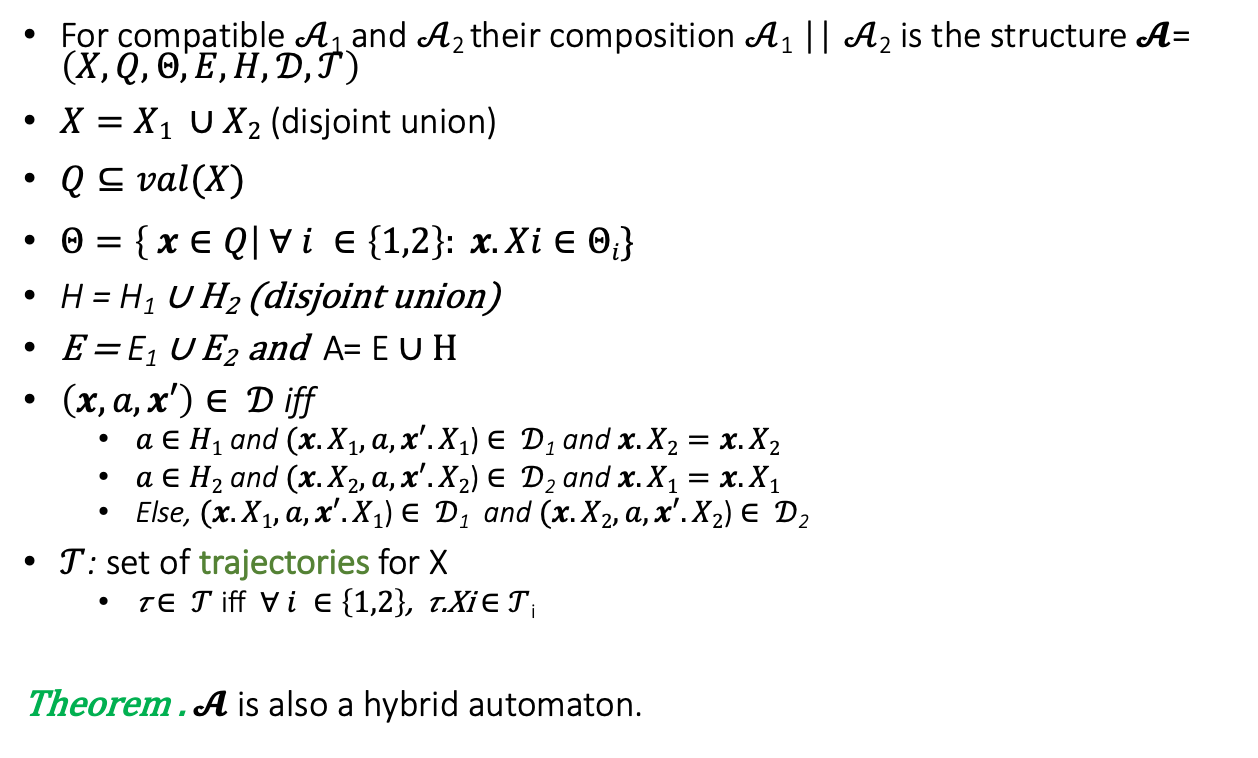 • For compatible 𝒜₁ and 𝒜₂ their composition 𝒜₁ || 𝒜₂ is the structure 𝓐=
(X, Q, Θ, E, H, 𝒟, 𝒯)
• X = X₁ ∪ X₂ (disjoint union)
• Q ⊆ val(X)
• Θ = { 𝒙 ∈ Q| ∀ i ∈ {1,2}: 𝒙. Xi ∈ Θᵢ}
• H = H₁ ∪ H₂ (disjoint union)
• E = E₁ ∪ E₂ and A= E ∪ H
• (𝒙, a, 𝒙′) ∈ 𝒟 iff
• a ∈ H₁ and (𝒙. X₁, a, 𝒙′. X₁) ∈ 𝒟₁ and 𝒙. X₂ = 𝒙. X₂
• a ∈ H₂ and (𝒙. X₂, a, 𝒙′. X₂) ∈ 𝒟₂ and 𝒙. X₁ = 𝒙. X₁
• Else, (𝒙. X₁, a, 𝒙′. X₁) ∈ 𝒟₁ and (𝒙. X₂, a, 𝒙′. X₂) ∈ 𝒟₂
• 𝒯: set of trajectories for X
• τ ∈ 𝒯 iff ∀ i ∈ {1,2}, τ.Xi ∈ 𝒯ᵢ
Theorem . 𝓐 is also a hybrid automaton.